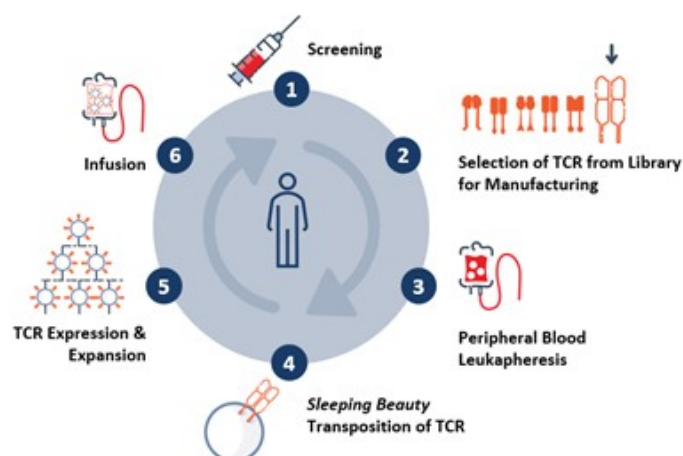 1
Screening
2
Selection of TCR from Library
for Manufacturing
3
Peripheral Blood
Leukapheresis
4
Sleeping Beauty
Transposition of TCR
5
TCR Expression &
Expansion
6
Infusion